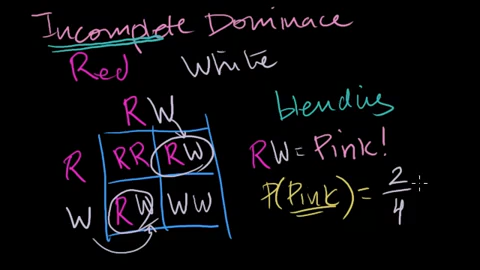 Incomplete Dominace
Red White
R W
blending
R RR RW
RW = Pink!
W RW WW
P(Pink) = 2/4